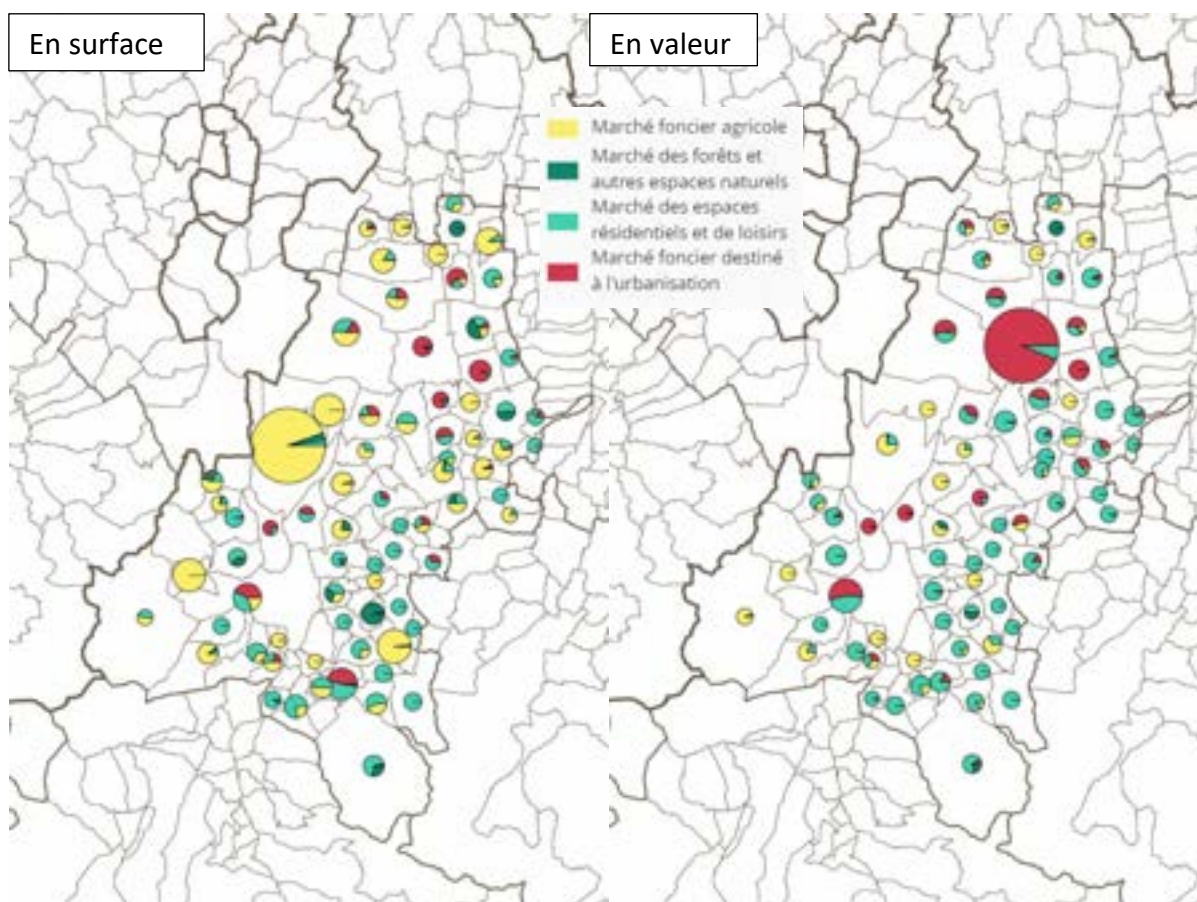 En surface
En valeur
Marché foncier agricole
Marché des forêts et
autres espaces naturels
Marché des espaces
résidentiels et de loisirs
Marché foncier destiné
à l'urbanisation